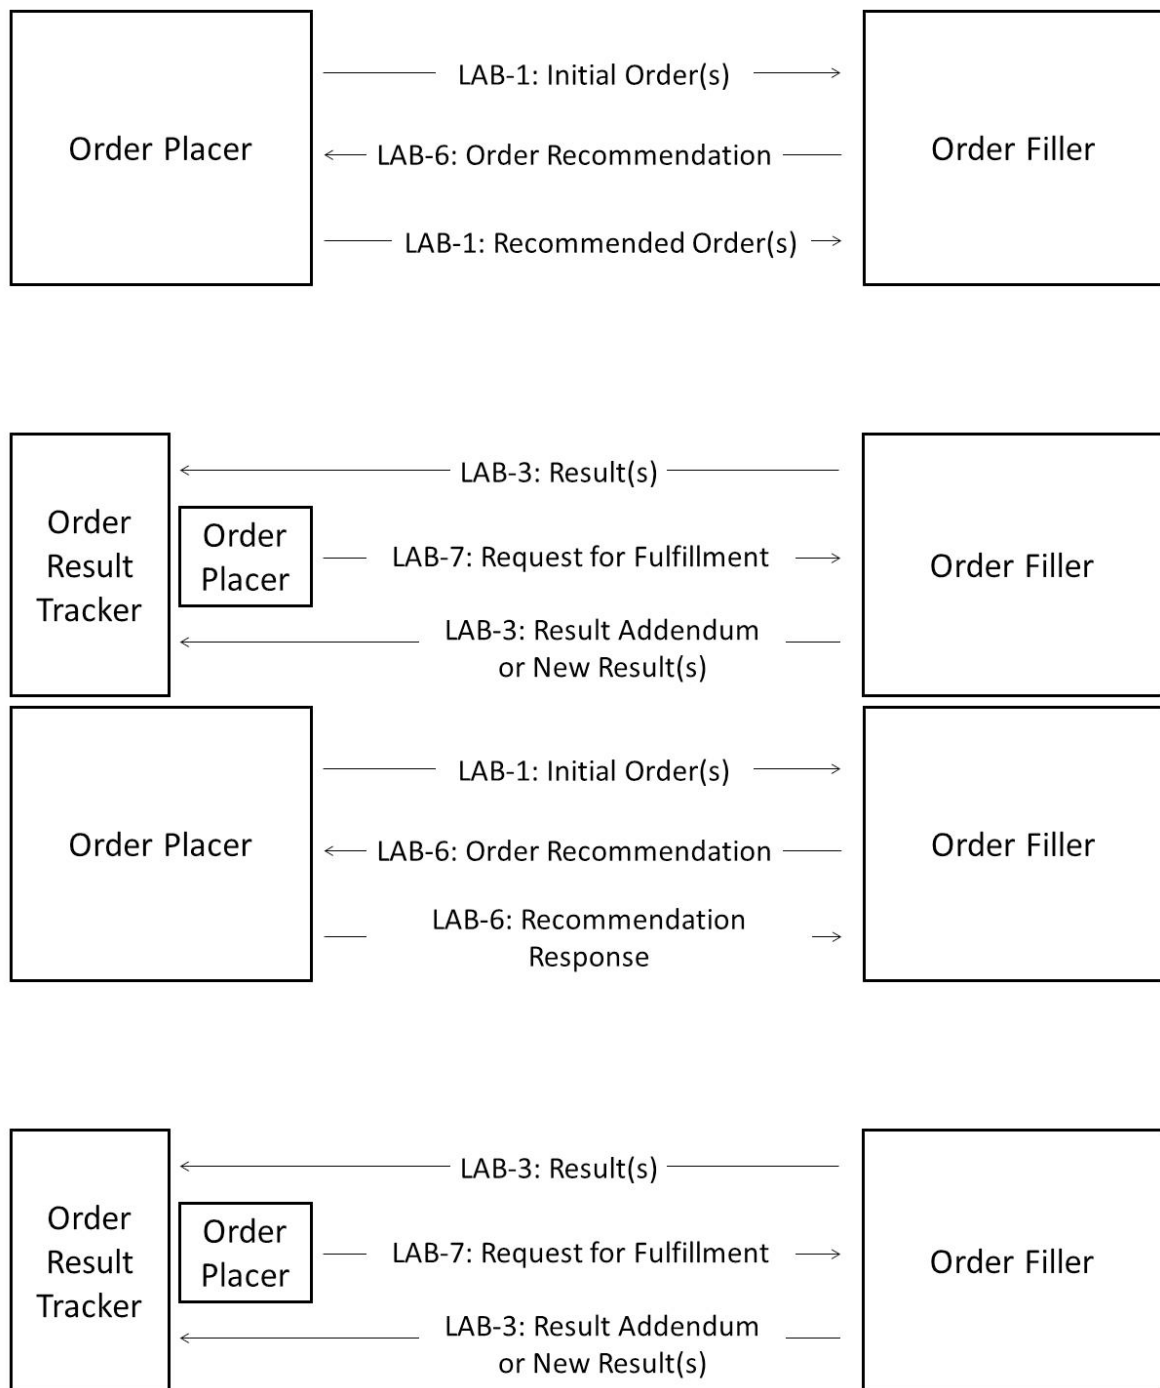 LAB-1: Initial Order(s)
Order Placer
LAB-6: Order Recommendation
Order Filler
LAB-1: Recommended Order(s)
LAB-3: Result(s)
Order
Result
Tracker
Order
Placer
LAB-7: Request for Fulfillment
Order Filler
LAB-3: Result Addendum
or New Result(s)
LAB-1: Initial Order(s)
Order Placer
LAB-6: Order Recommendation
Order Filler
LAB-6: Recommendation
Response
LAB-3: Result(s)
Order
Result
Tracker
Order
Placer
LAB-7: Request for Fulfillment
Order Filler
LAB-3: Result Addendum
or New Result(s)